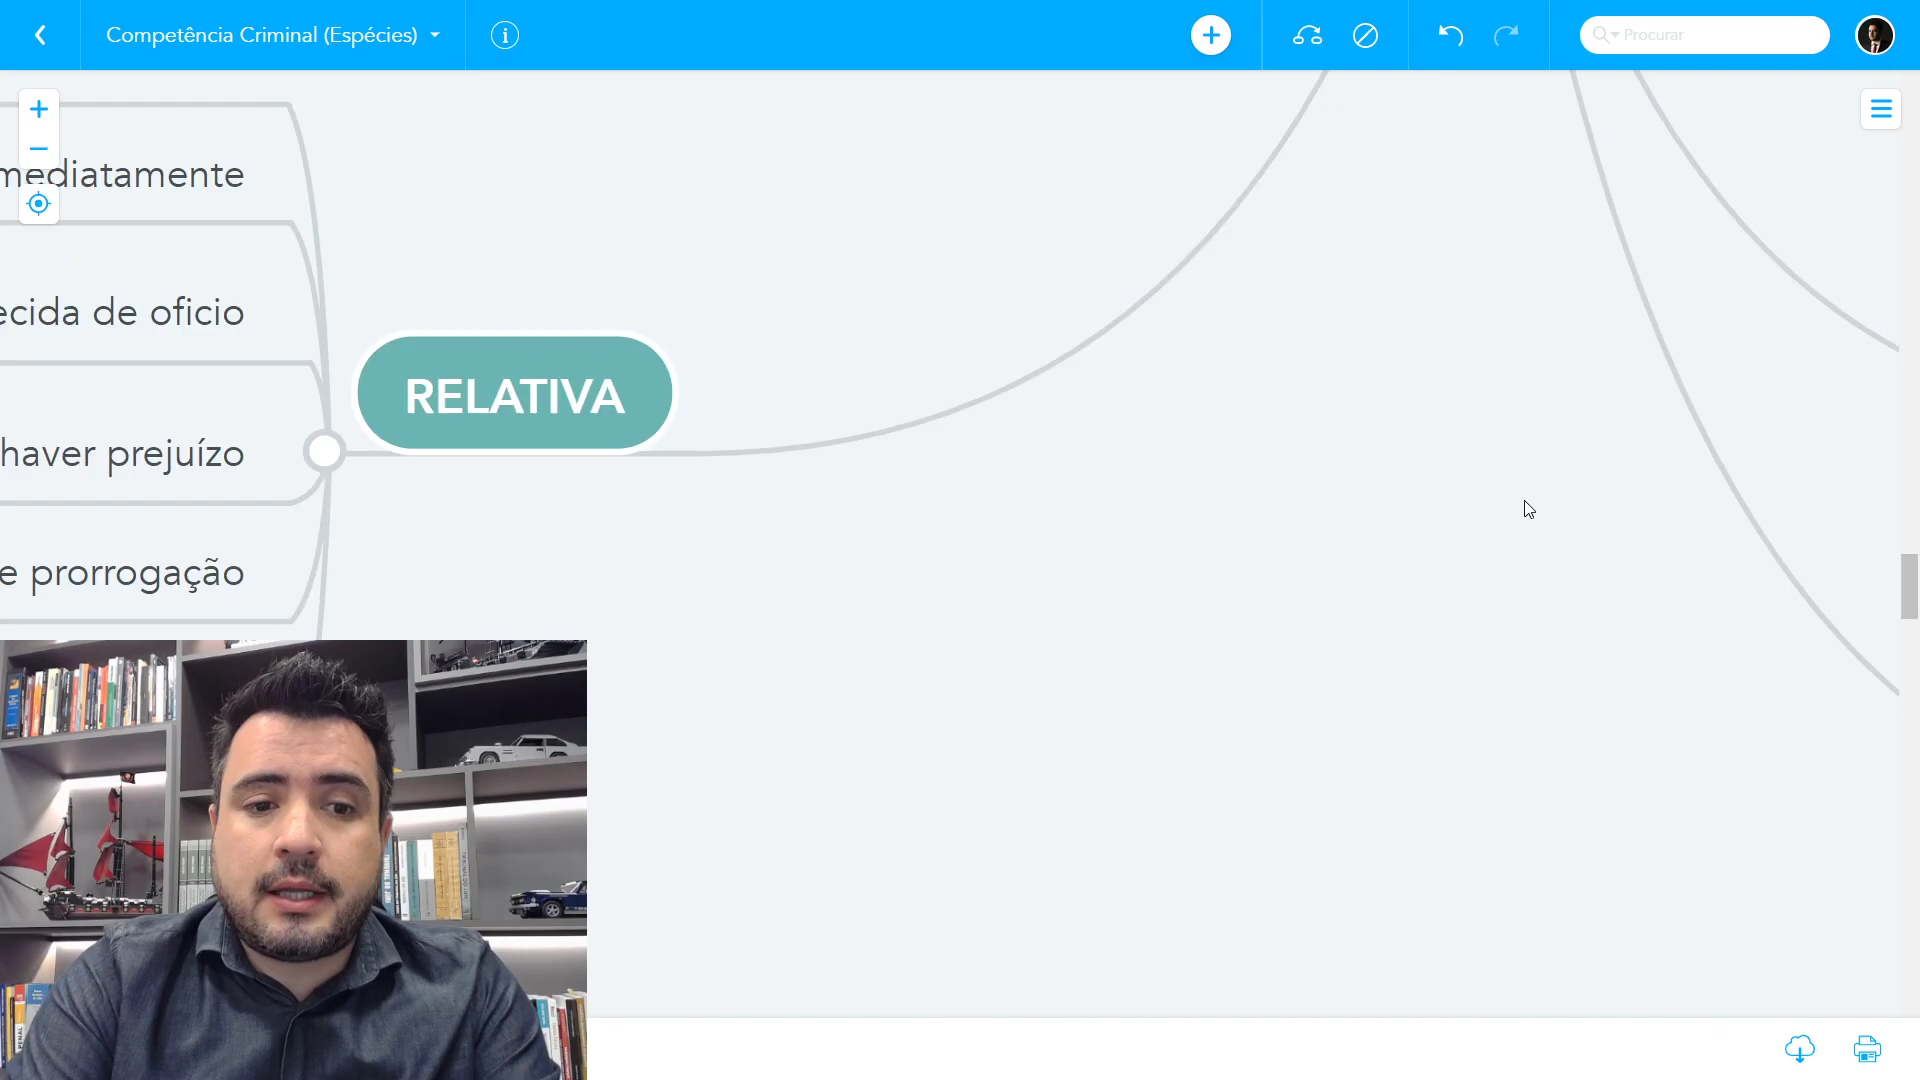 Competência Criminal (Espécies)
Procurar
mediatamente
ecida de oficio
RELATIVA
haver prejuízo
e prorrogação